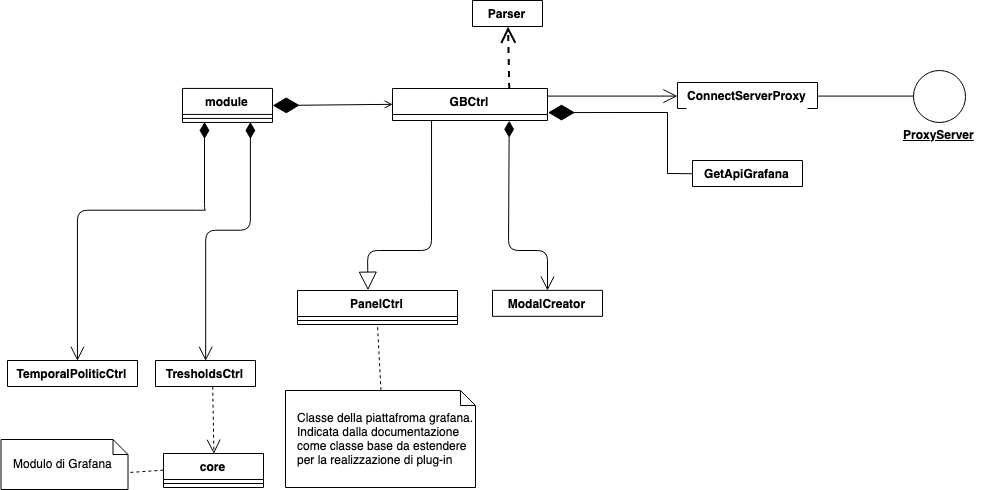 Parser
module
GBCtrl
ConnectServerProxy
ProxyServer
GetApiGrafana
PanelCtrl
ModalCreator
TemporalPoliticCtrl
TresholdsCtrl
Classe della piattafroma grafana.
Indicata dalla documentazione
come classe base da estendere
per la realizzazione di plug-in
Modulo di Grafana
core